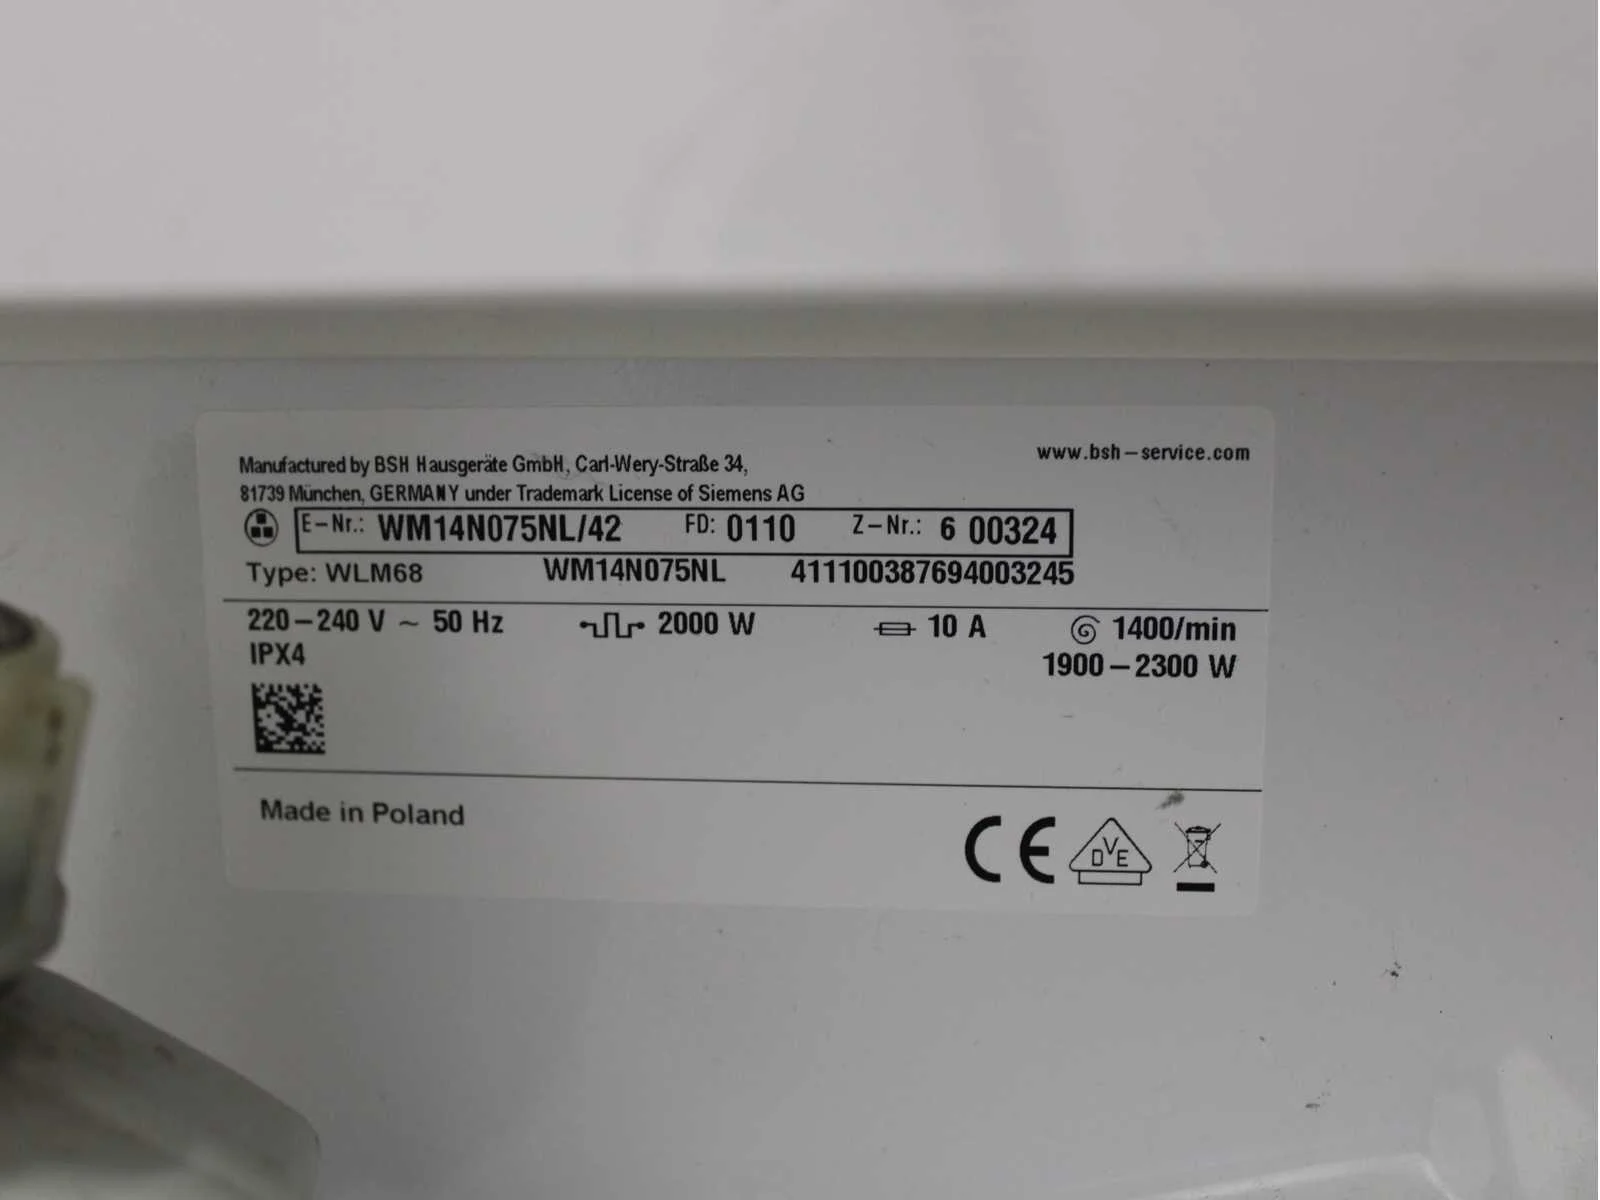 Manufactured by BSH Hausgeräte GmbH, Carl-Wery-Straße 34,
81739 München, GERMANY under Trademark License of Siemens AG
www.bsh-service.com
E-Nr.: WM14N075NL/42 FD: 0110 Z-Nr.: 6 00324
Type: WLM68 WM14N075NL 411100387694003245
220-240 V ~ 50 Hz 2000 W 10 A 1400/min
IPX4 1900-2300 W
Made in Poland
CE DVE